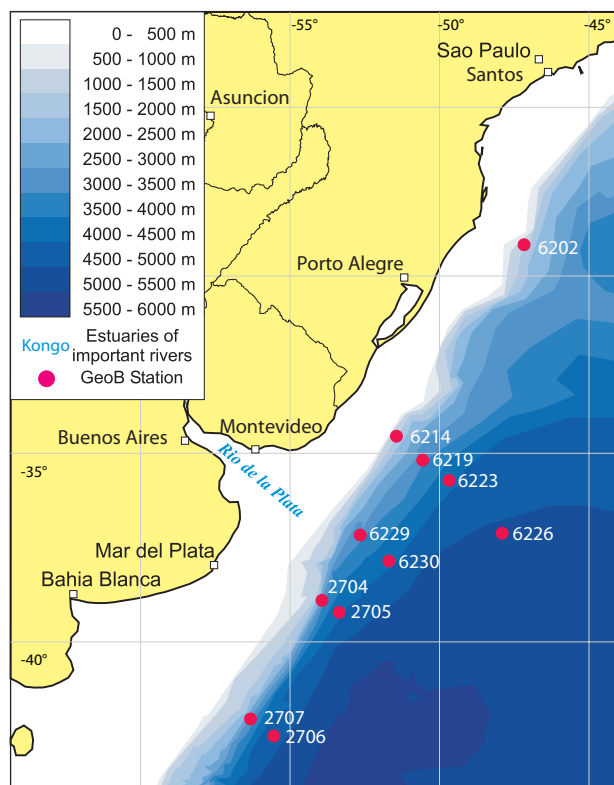 -55°
-50°
-45°
0 - 500 m
500 - 1000 m
1000 - 1500 m
1500 - 2000 m
2000 - 2500 m
2500 - 3000 m
3000 - 3500 m
3500 - 4000 m
4000 - 4500 m
4500 - 5000 m
5000 - 5500 m
5500 - 6000 m
Kongo
Estuaries of
important rivers
GeoB Station
Sao Paulo
Santos
Asuncion
6202
Porto Alegre
Montevideo
6214
Buenos Aires
Rio de la Plata
6219
-35°
6223
6229
6226
Mar del Plata
6230
Bahia Blanca
2704
2705
-40°
2707
2706